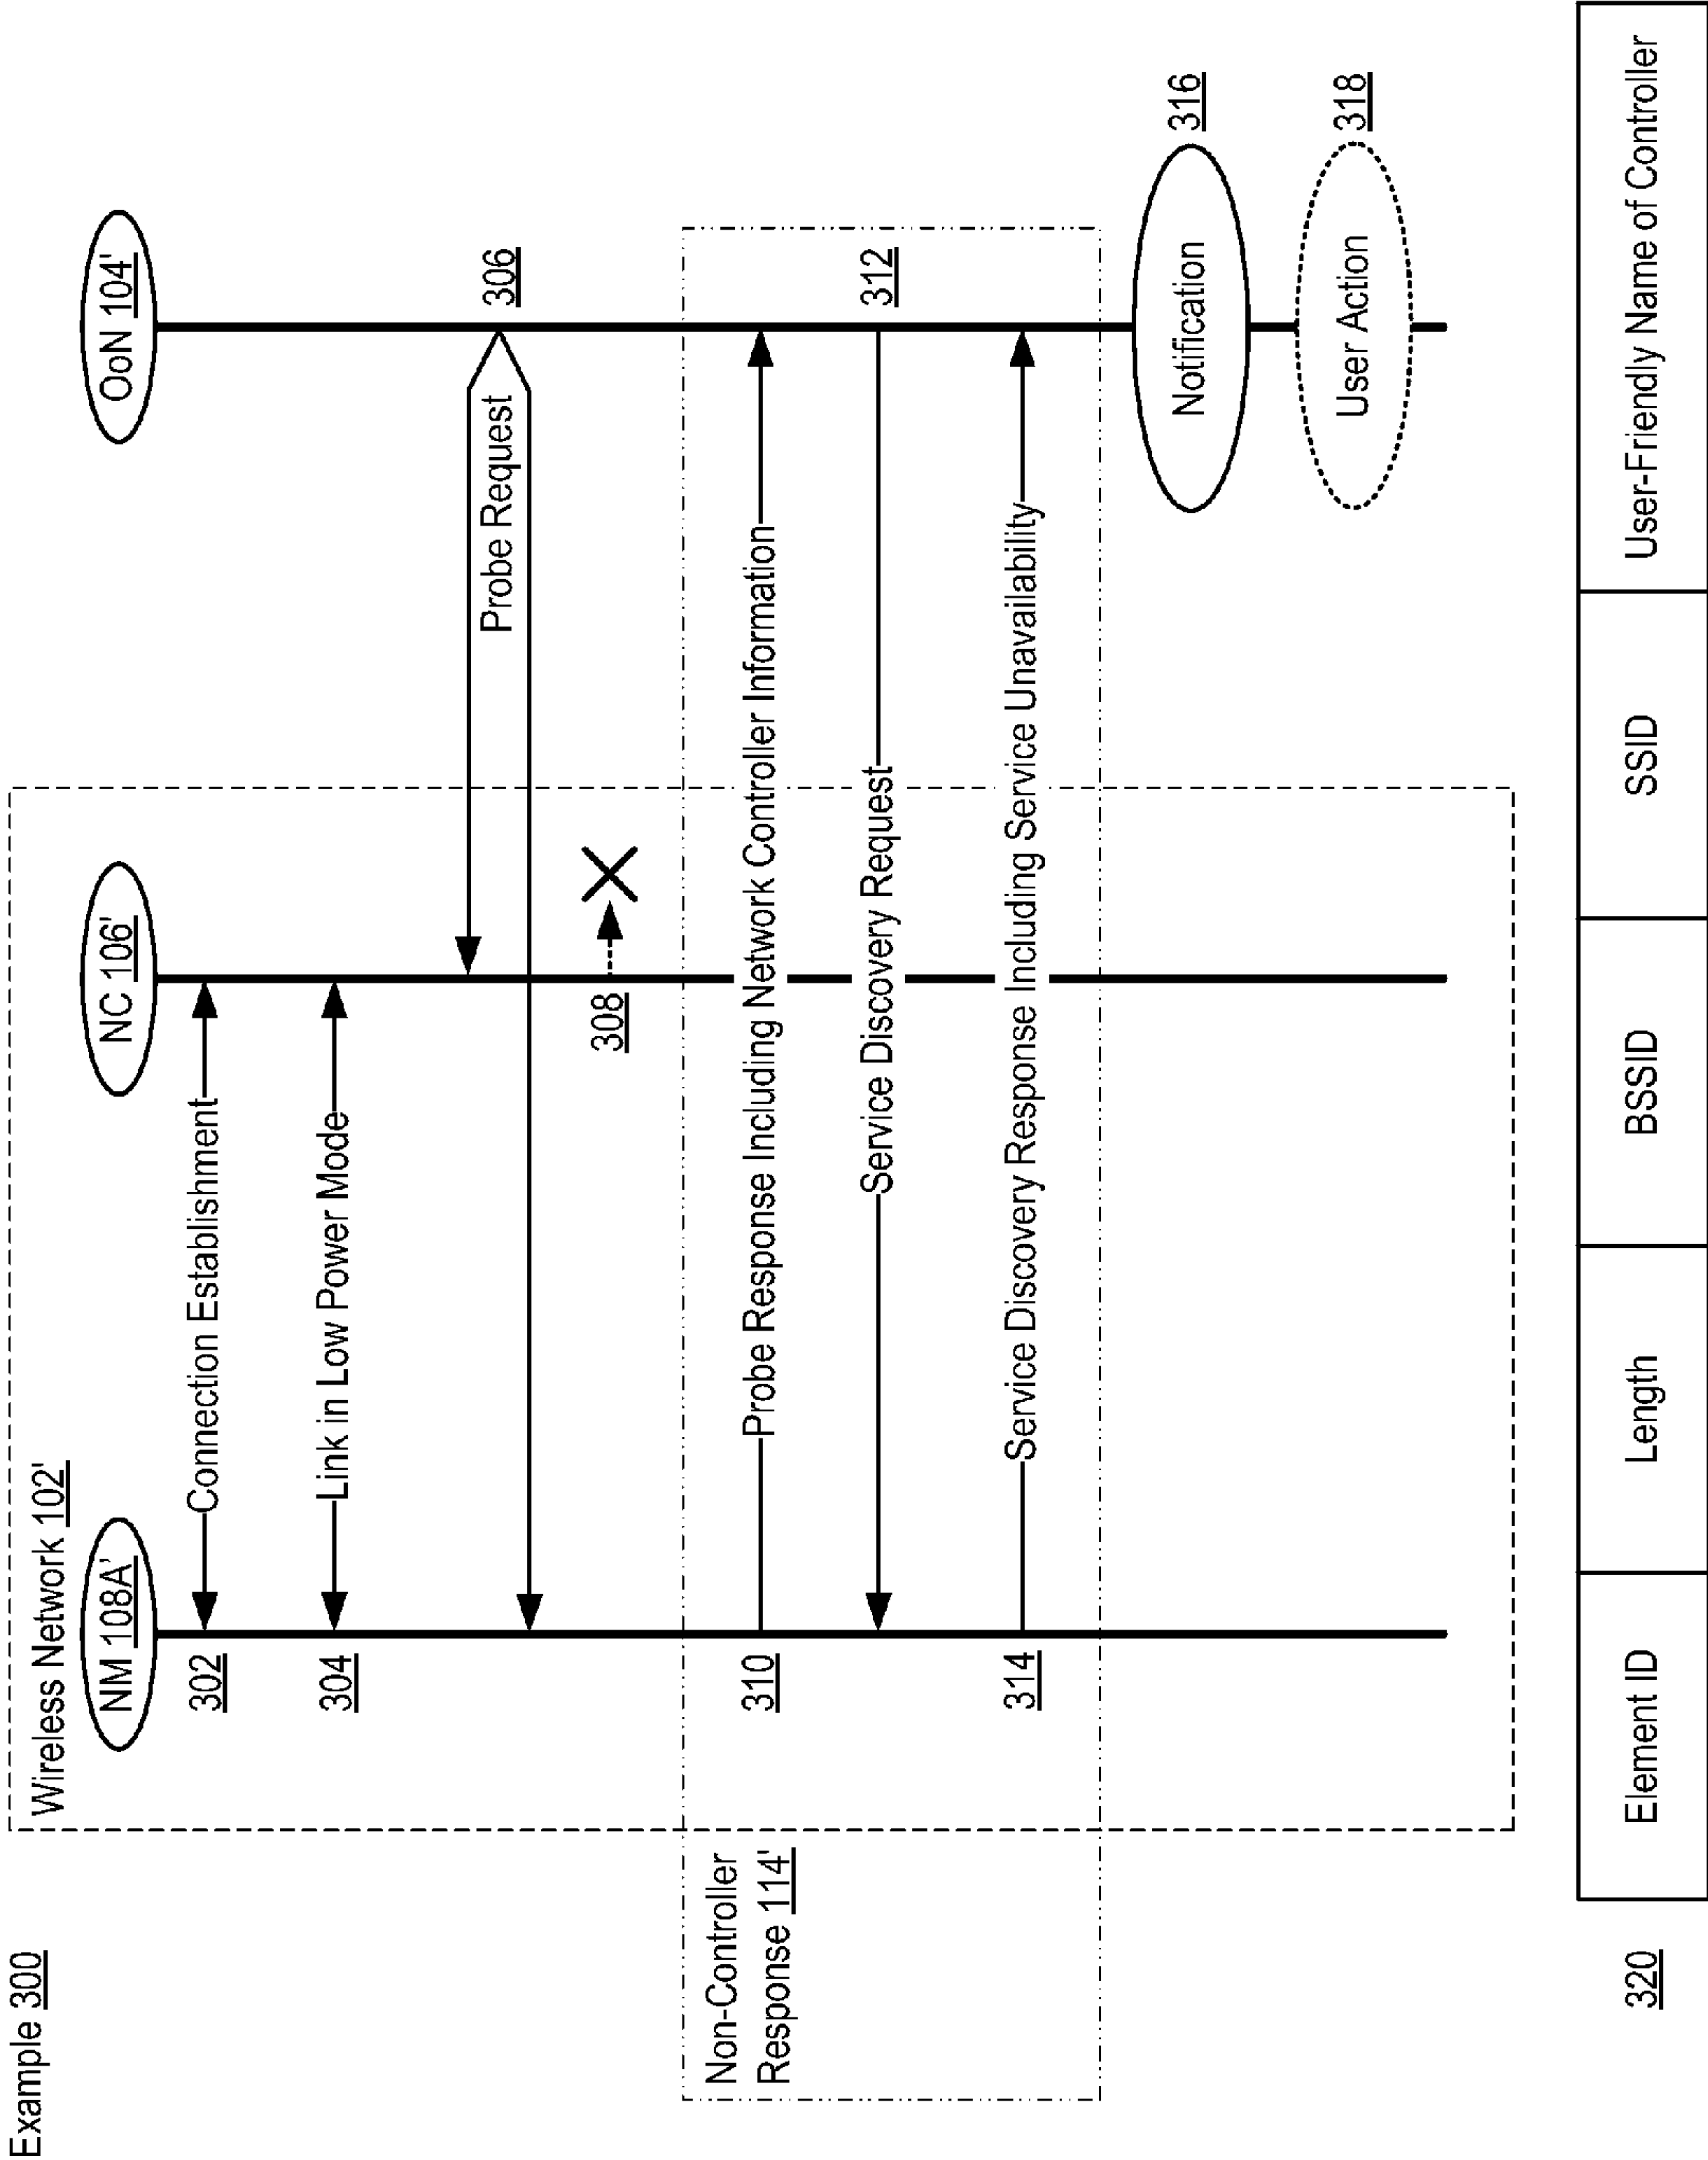 Example 300
Wireless Network 102'
NM 108A'
NC 106'
OoN 104'
302
Connection Establishment
304
Link in Low Power Mode
Probe Request
306
308
Non-Controller
Response 114'
310
Probe Response Including Network Controller Information
Service Discovery Request
312
314
Service Discovery Response Including Service Unavailability
Notification
316
User Action
318
320
Element ID
Length
BSSID
SSID
User-Friendly Name of Controller